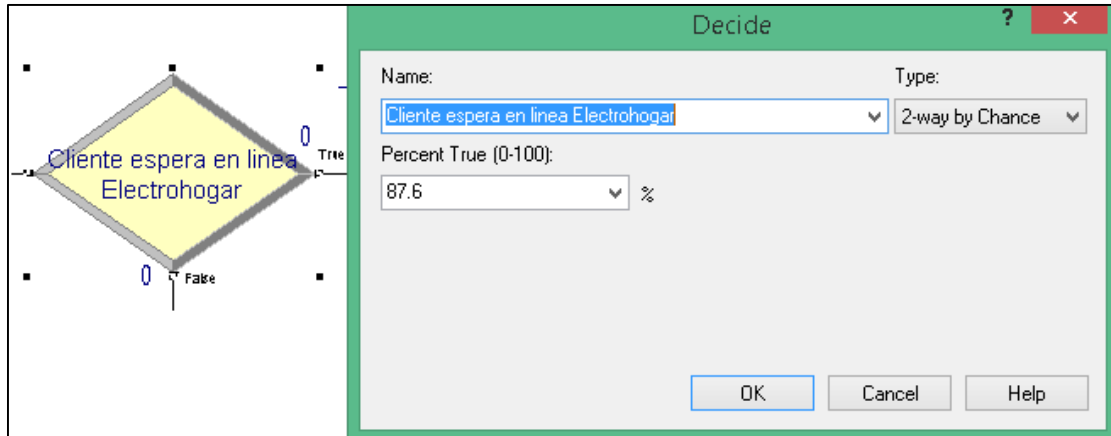 Cliente espera en linea
Electrohogar
0
True
0
False
Decide
?
×
Name:
Type:
Cliente espera en linea Electrohogar
2-way by Chance
Percent True (0-100):
87.6
%
OK
Cancel
Help